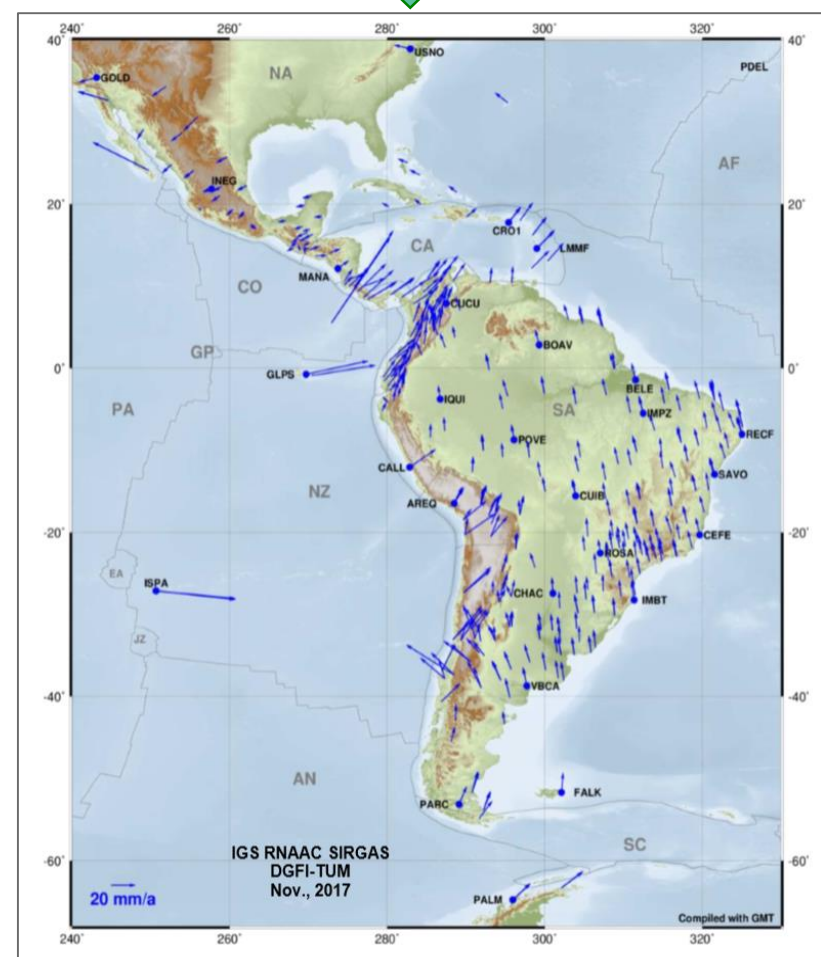 240° 260° 280° 300° 320°
40° 40°
USNO
PDEL
NA
GOLD
AF
INEG
20° 20°
CRO1
CA
LMMF
MANA
CO
CUCU
BOAV
GP
0° 0°
GLPS
BELE
IQUI
SA
IMPZ
PA
RECF
POVE
CALL
SAVO
NZ
CUIB
AREQ
-20° -20°
CEFE
ROSA
EA
ISPA
CHAC
IMBT
JZ
VBCA
-40° -40°
AN
FALK
PARC
SC
IGS RNAAC SIRGAS
DGFI-TUM
Nov., 2017
-60° -60°
20 mm/a
PALM
Compiled with GMT
240° 260° 280° 300° 320°